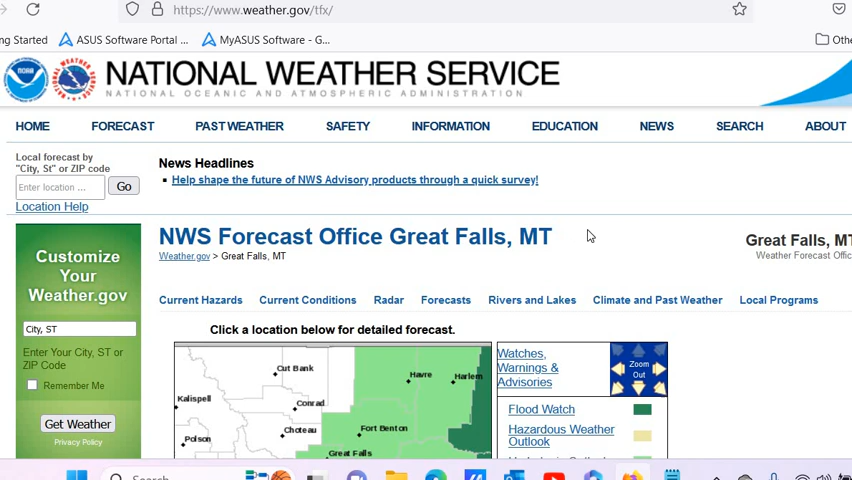 https://www.weather.gov/tfx/
ng Started
ASUS Software Portal ...
MyASUS Software - G...
NATIONAL WEATHER SERVICE
NATIONAL OCEANIC AND ATMOSPHERIC ADMINISTRATION
HOME FORECAST PAST WEATHER SAFETY INFORMATION EDUCATION NEWS SEARCH ABOUT
Local forecast by
"City, St" or ZIP code
Enter location ...
Go
Location Help
News Headlines
Help shape the future of NWS Advisory products through a quick survey!
Customize
Your
Weather.gov
City, ST
Enter Your City, ST or
ZIP Code
Remember Me
Get Weather
Privacy Policy
NWS Forecast Office Great Falls, MT
Weather.gov > Great Falls, MT
Great Falls, MT
Weather Forecast Offic
Current Hazards Current Conditions Radar Forecasts Rivers and Lakes Climate and Past Weather Local Programs
Click a location below for detailed forecast.
Cut Bank
Havre
Harlem
Kalispell
Conrad
Choteau
Fort Benton
Polson
Great Falls
Watches,
Warnings &
Advisories
Zoom
Out
Flood Watch
Hazardous Weather
Outlook
Search